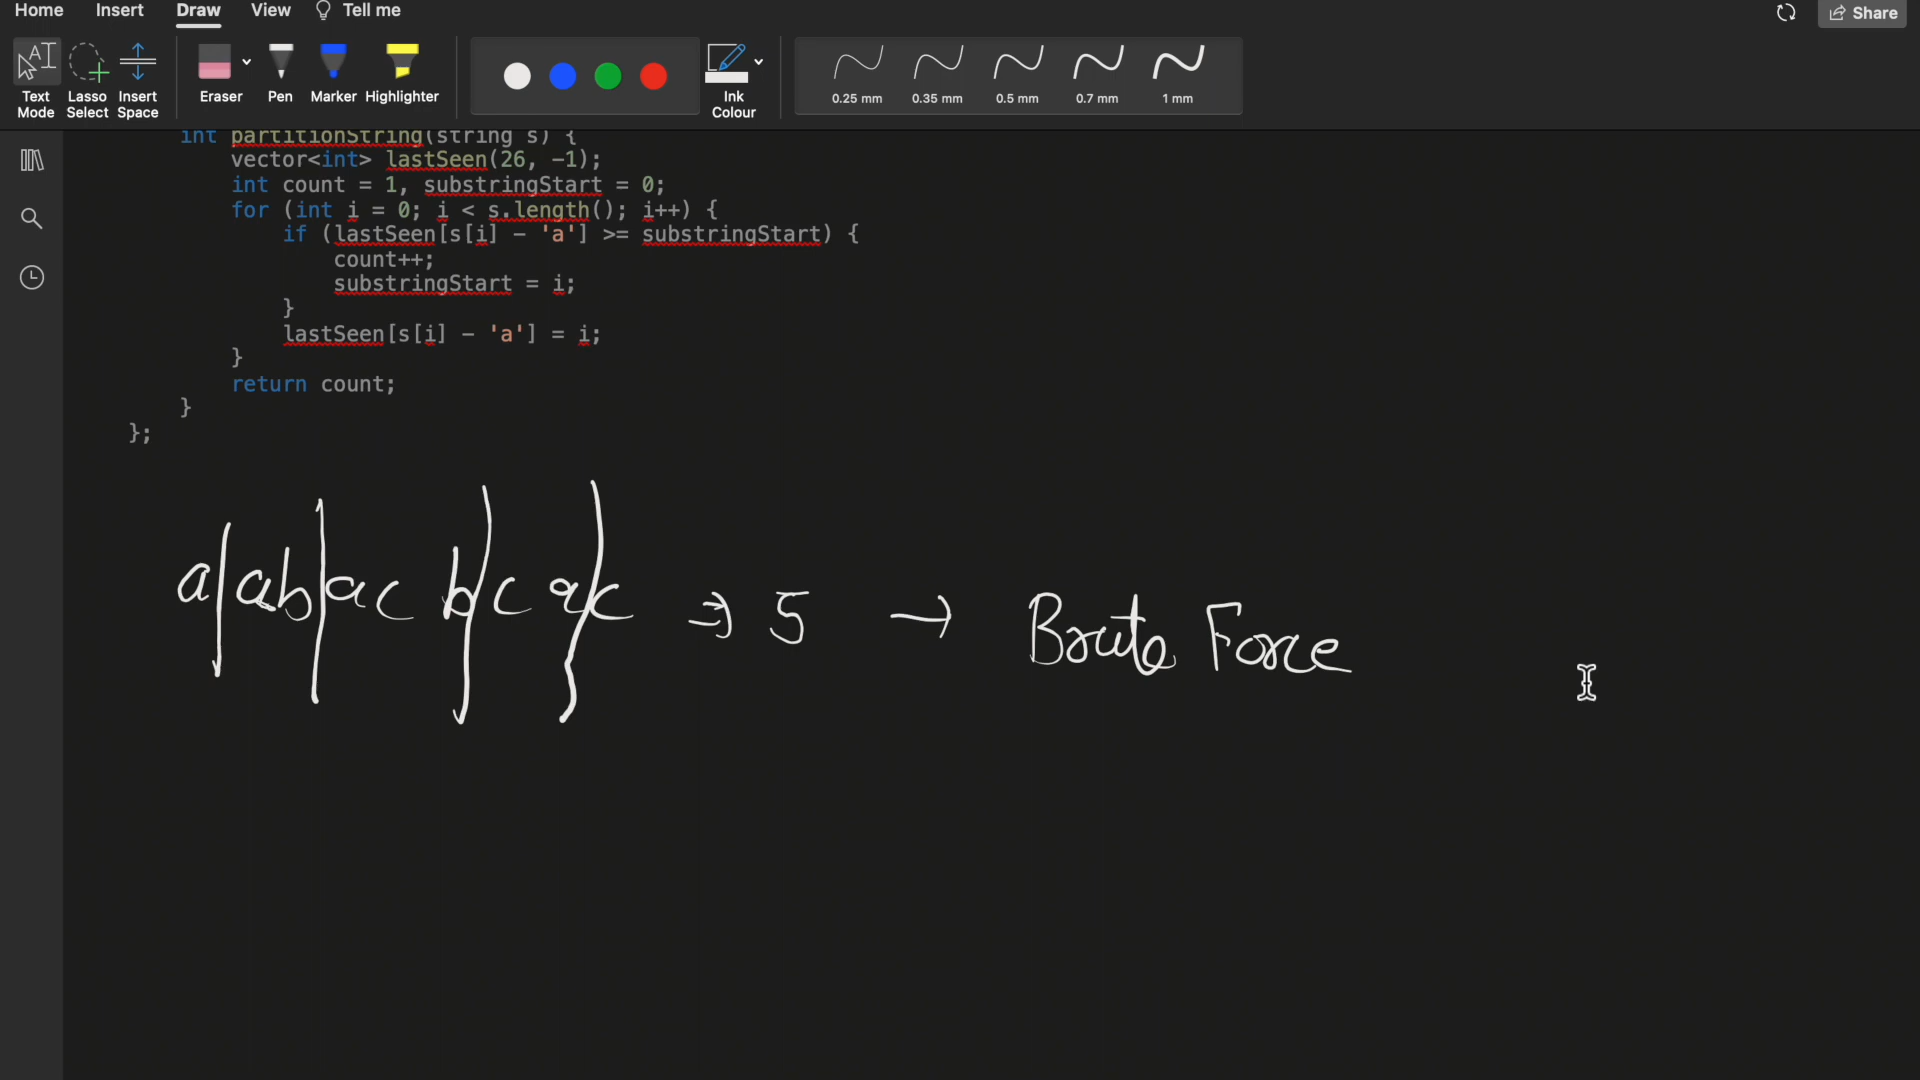 Home Insert Draw View Tell me Share
Text Mode Lasso Select Insert Space Eraser Pen Marker Highlighter Ink Colour 0.25 mm 0.35 mm 0.5 mm 0.7 mm 1 mm
int partitionString(string s) {
vector<int> lastSeen(26, -1);
int count = 1, substringStart = 0;
for (int i = 0; i < s.length(); i++) {
if (lastSeen[s[i] - 'a'] >= substringStart) {
count++;
substringStart = i;
}
lastSeen[s[i] - 'a'] = i;
}
return count;
}
};
a|ab|ac b|c a|c ⇒ 5 → Brute Force